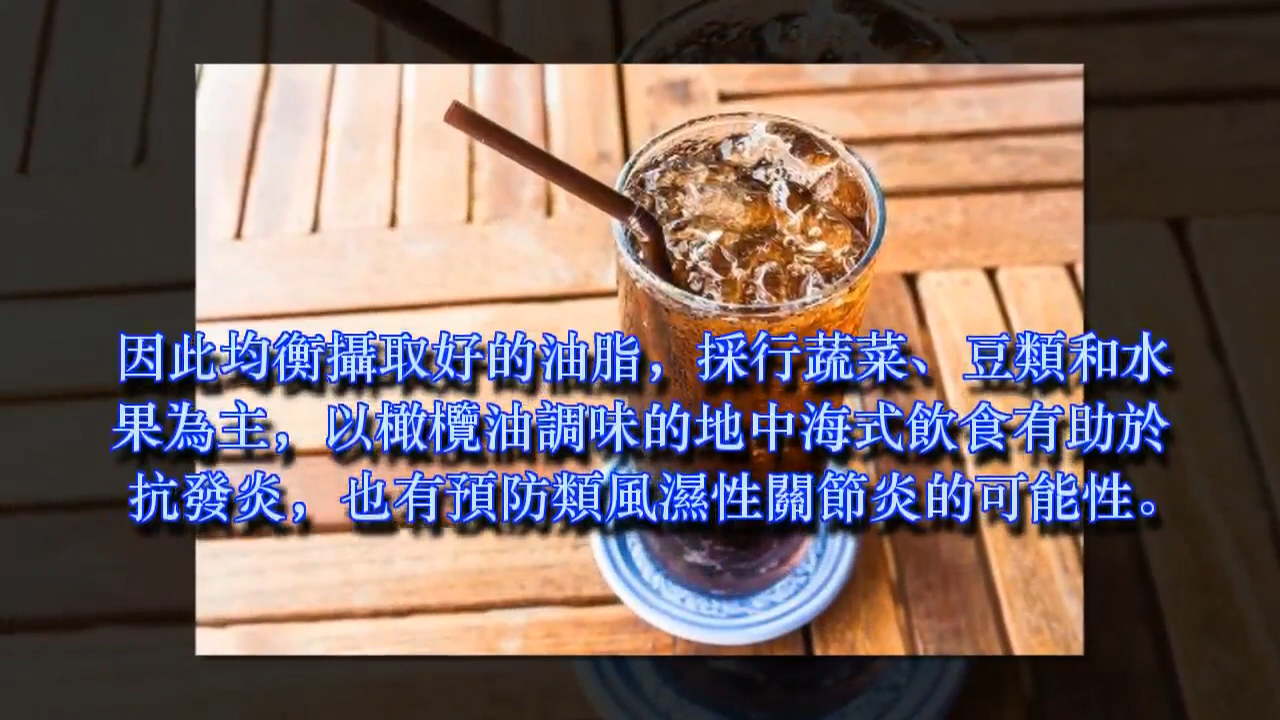 因此均衡攝取好的油脂，採行蔬菜、豆類和水
果為主，以橄欖油調味的地中海式飲食有助於
抗發炎，也有預防類風濕性關節炎的可能性。